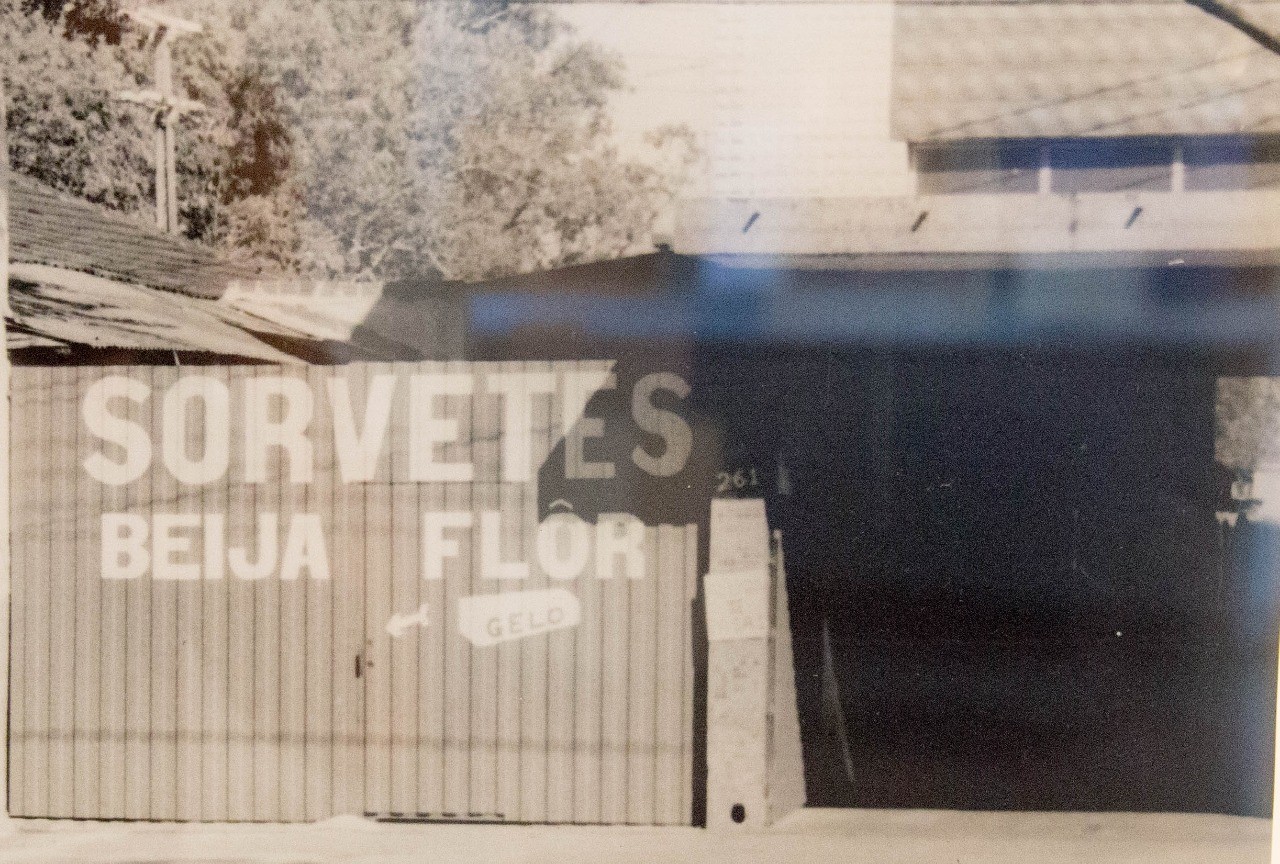 SORVETES
BEIJA FLÔR
GELO
261